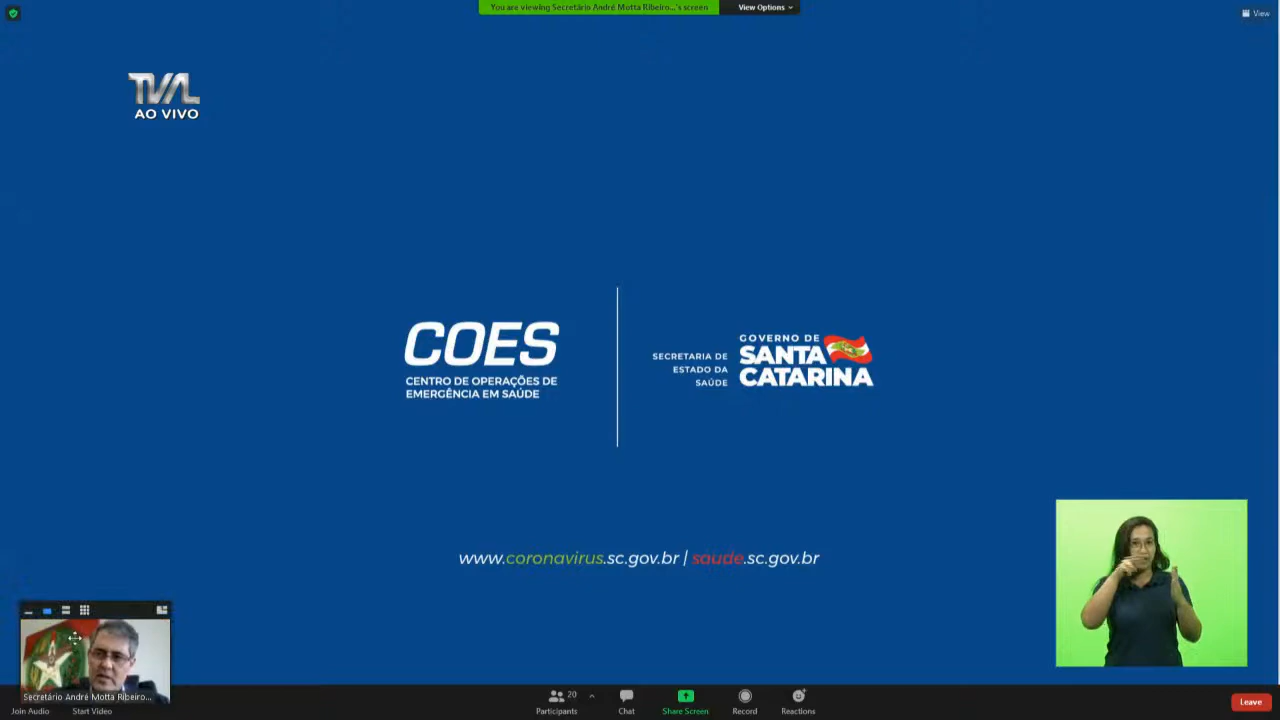 You are viewing Secretário André Motta Ribeiro...'s screen
View Options
View
TVAL
AO VIVO
COES
CENTRO DE OPERAÇÕES DE
EMERGÊNCIA EM SAÚDE
SECRETARIA DE
ESTADO DA
SAÚDE
GOVERNO DE
SANTA
CATARINA
www.coronavirus.sc.gov.br | saude.sc.gov.br
Secretário André Motta Ribeiro...
Join Audio
Start Video
20
Participants
Chat
Share Screen
Record
Reactions
Leave